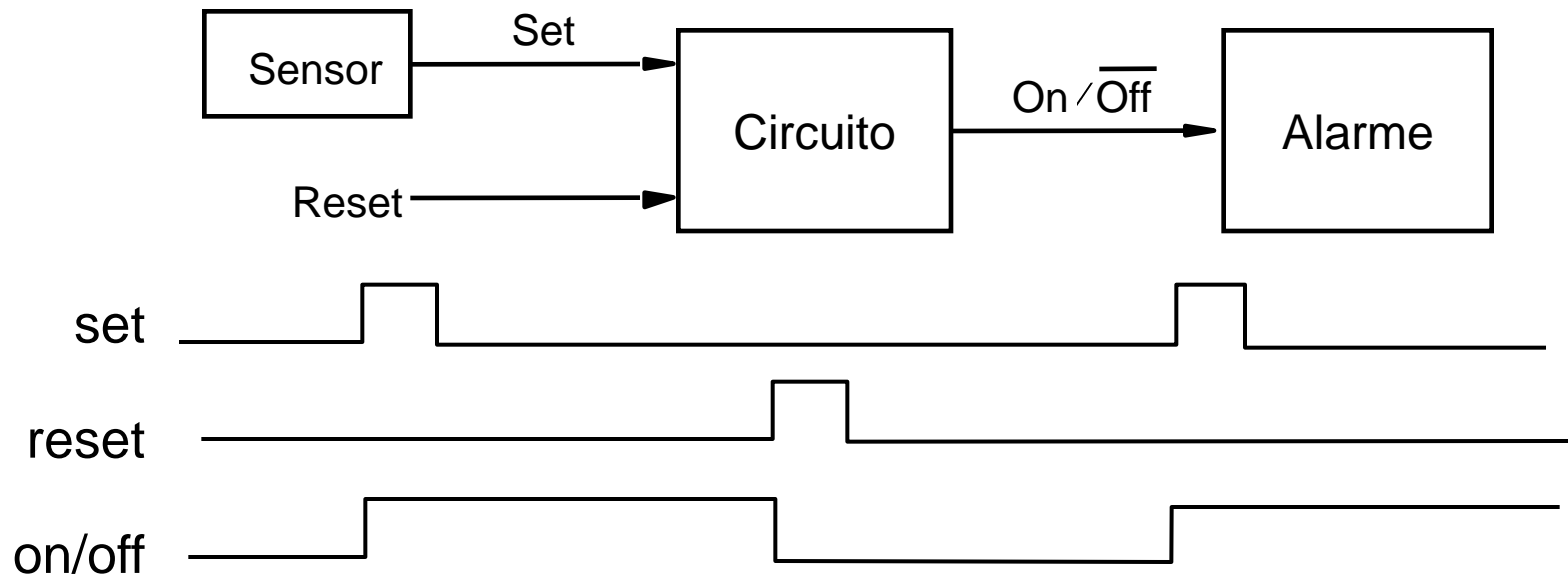 Set
Sensor
On/Off
Circuito
Alarme
Reset
set
reset
on/off